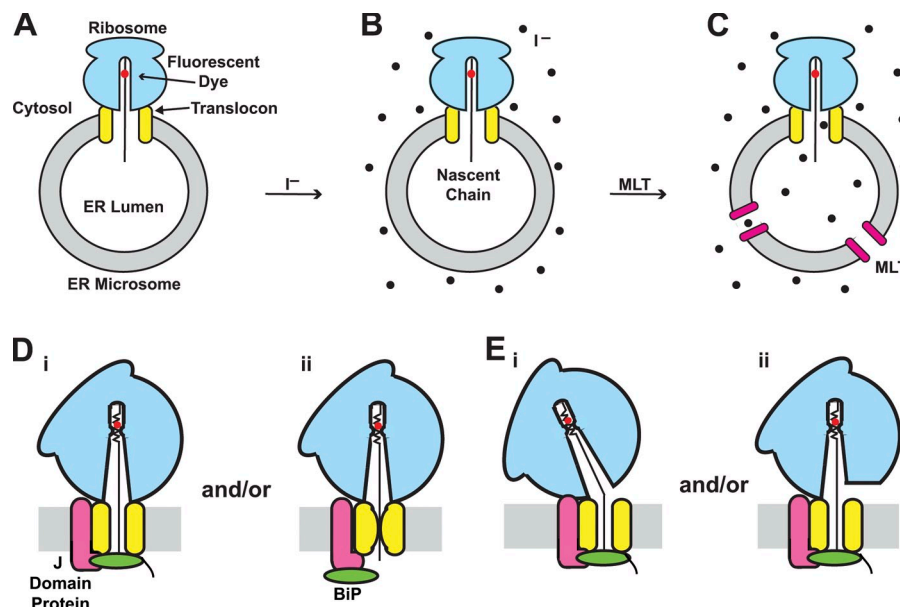 A
Ribosome
Fluorescent
Dye
Cytosol
Translocon
ER Lumen
ER Microsome
I–
B
I–
Nascent
Chain
MLT
C
MLT
D
i
J
Domain
Protein
and/or
ii
BiP
E
i
and/or
ii